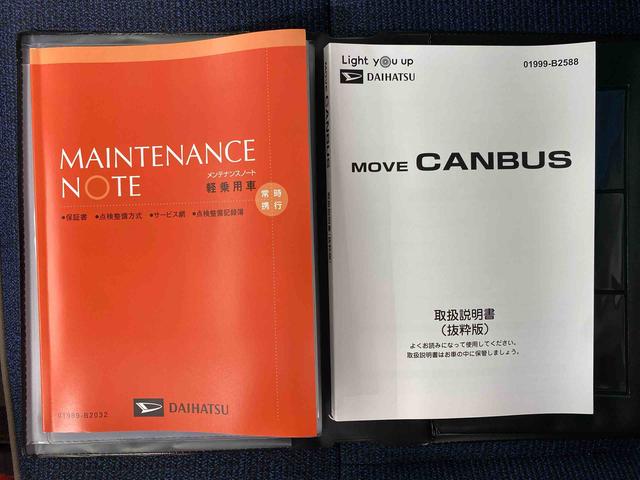 MAINTENANCE
NOTE
メンテナンスノート
軽乗用車
常時
携行
●保証書 ●点検整備方式 ●サービス網 ●点検整備記録簿
01989-B2032
DAIHATSU
Light you up
DAIHATSU
01999-B2588
MOVE CANBUS
取扱説明書
(抜粋版)
よくお読みになって使用してください。
取扱説明書はお車の中に保管しましょう。